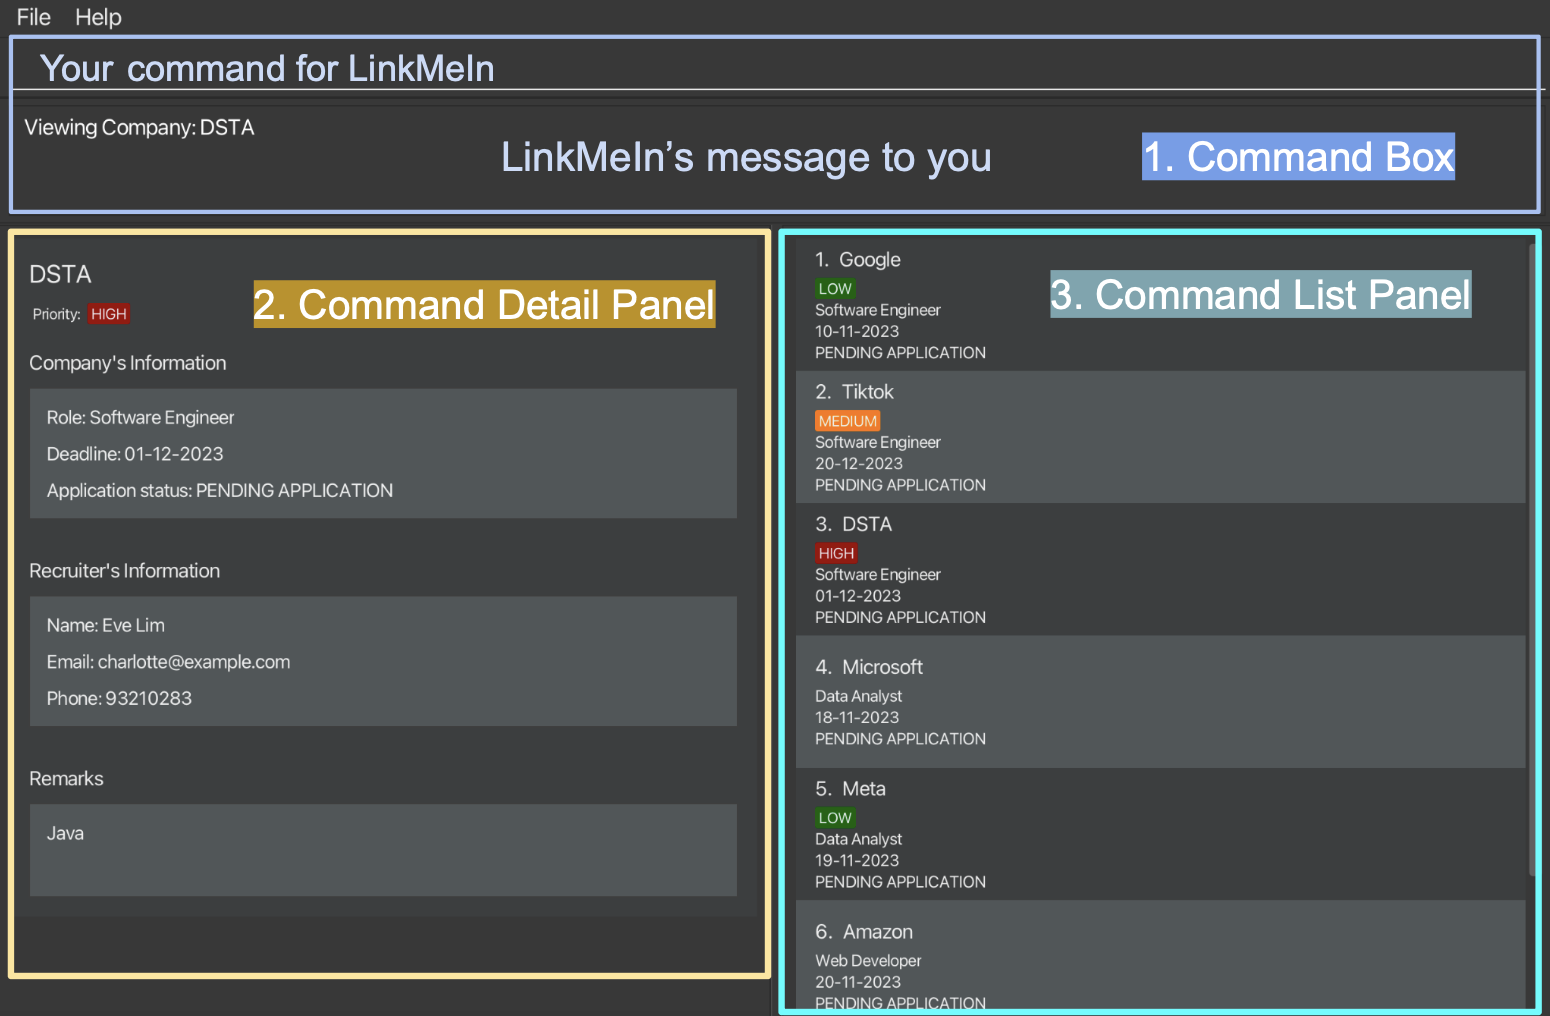 File Help
Your command for LinkMeIn
Viewing Company: DSTA
LinkMeIn's message to you
1. Command Box
DSTA
Priority: HIGH
2. Command Detail Panel
Company's Information
Role: Software Engineer
Deadline: 01-12-2023
Application status: PENDING APPLICATION
Recruiter's Information
Name: Eve Lim
Email: charlotte@example.com
Phone: 93210283
Remarks
Java
3. Command List Panel
1. Google
LOW
Software Engineer
10-11-2023
PENDING APPLICATION
2. Tiktok
MEDIUM
Software Engineer
20-12-2023
PENDING APPLICATION
3. DSTA
HIGH
Software Engineer
01-12-2023
PENDING APPLICATION
4. Microsoft
Data Analyst
18-11-2023
PENDING APPLICATION
5. Meta
LOW
Data Analyst
19-11-2023
PENDING APPLICATION
6. Amazon
Web Developer
20-11-2023
PENDING APPLICATION